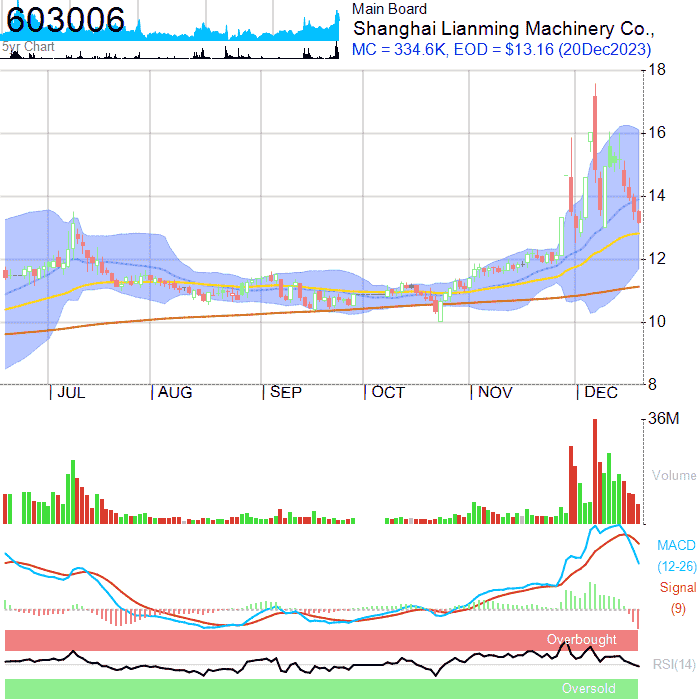 603006
5yr Chart
Main Board
Shanghai Lianming Machinery Co.,
MC = 334.6K, EOD = $13.16 (20Dec2023)
18
16
14
12
10
8
JUL AUG SEP OCT NOV DEC
36M
Volume
MACD
(12-26)
Signal
(9)
Overbought
RSI(14)
Oversold